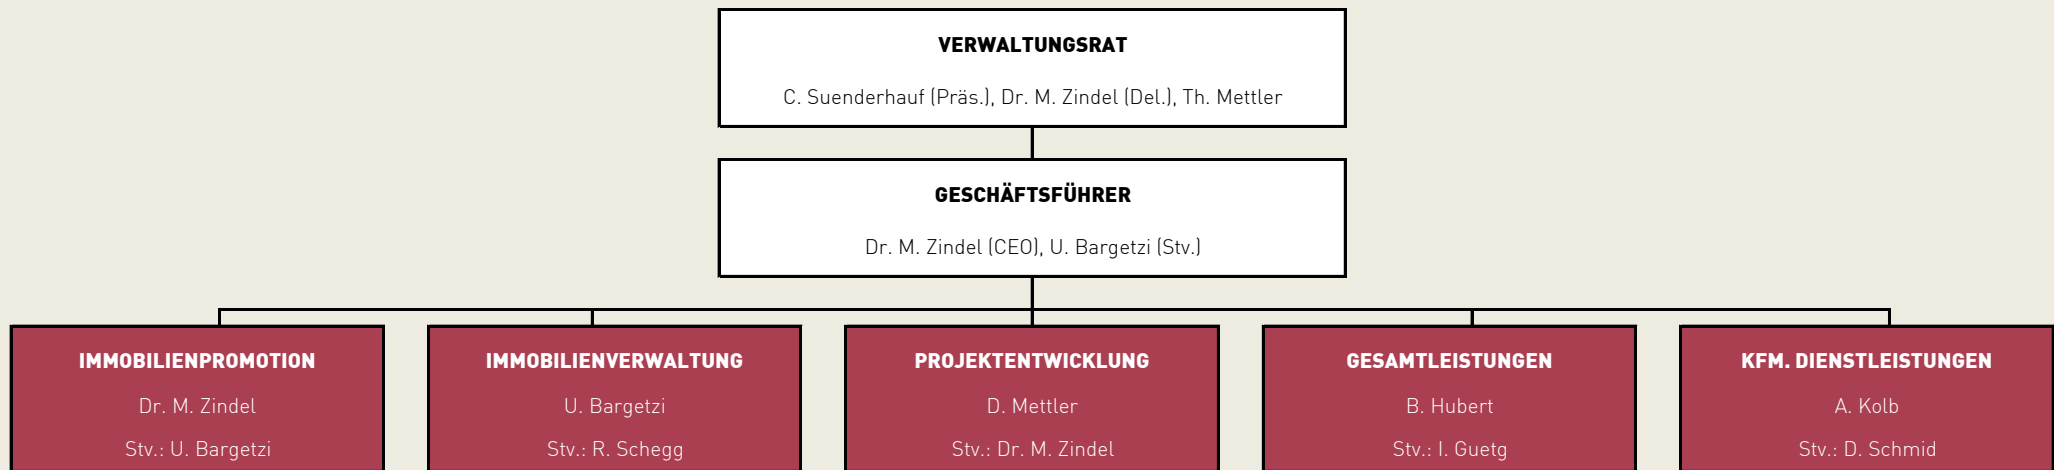 VERWALTUNGSRAT
C. Suenderhauf (Präs.), Dr. M. Zindel (Del.), Th. Mettler
GESCHÄFTSFÜHRER
Dr. M. Zindel (CEO), U. Bargetzi (Stv.)
IMMOBILIENPROMOTION
Dr. M. Zindel
Stv.: U. Bargetzi
IMMOBILIENVERWALTUNG
U. Bargetzi
Stv.: R. Schegg
PROJEKTENTWICKLUNG
D. Mettler
Stv.: Dr. M. Zindel
GESAMTLEISTUNGEN
B. Hubert
Stv.: I. Guetg
KFM. DIENSTLEISTUNGEN
A. Kolb
Stv.: D. Schmid